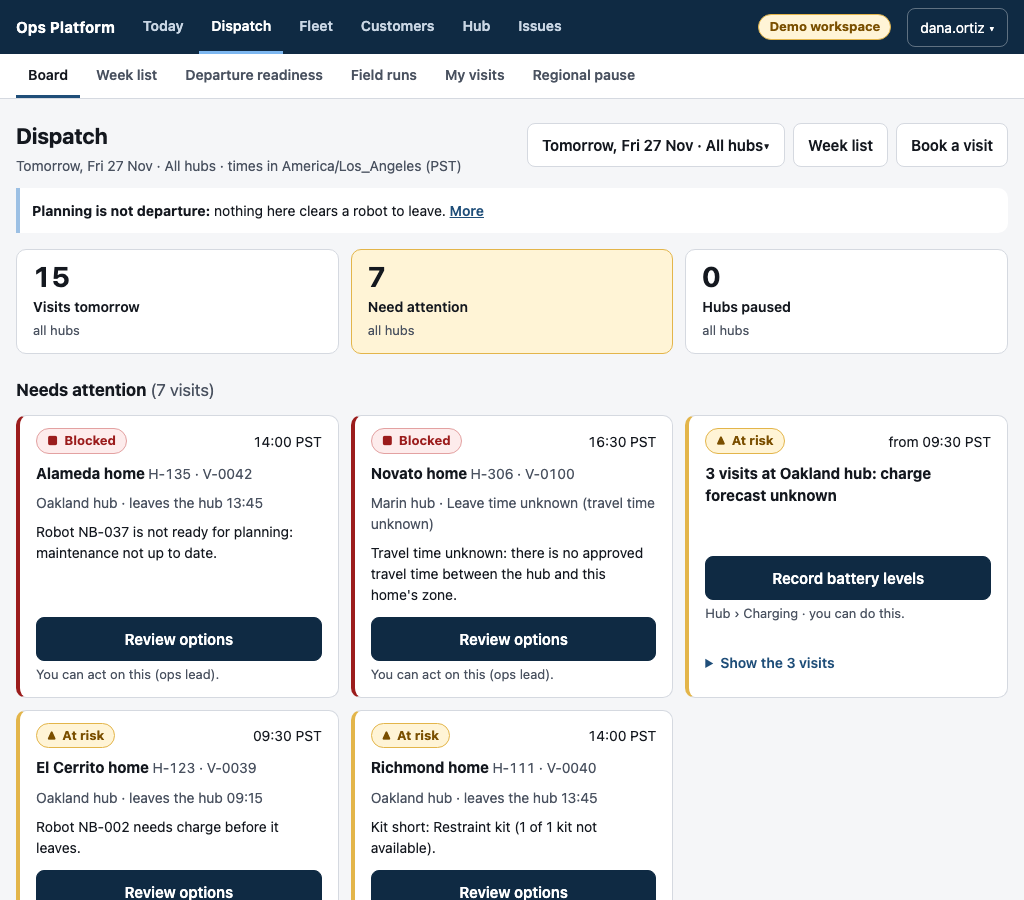 Ops Platform Today Dispatch Fleet Customers Hub Issues Demo workspace dana.ortiz ▾
Board Week list Departure readiness Field runs My visits Regional pause
Dispatch
Tomorrow, Fri 27 Nov · All hubs · times in America/Los_Angeles (PST)
Tomorrow, Fri 27 Nov · All hubs▾ Week list Book a visit
Planning is not departure: nothing here clears a robot to leave. More
15
Visits tomorrow
all hubs
7
Need attention
all hubs
0
Hubs paused
all hubs
Needs attention (7 visits)
Blocked 14:00 PST
Alameda home H-135 · V-0042
Oakland hub · leaves the hub 13:45
Robot NB-037 is not ready for planning:
maintenance not up to date.
Review options
You can act on this (ops lead).
Blocked 16:30 PST
Novato home H-306 · V-0100
Marin hub · Leave time unknown (travel time
unknown)
Travel time unknown: there is no approved
travel time between the hub and this
home's zone.
Review options
You can act on this (ops lead).
At risk from 09:30 PST
3 visits at Oakland hub: charge
forecast unknown
Record battery levels
Hub › Charging · you can do this.
Show the 3 visits
At risk 09:30 PST
El Cerrito home H-123 · V-0039
Oakland hub · leaves the hub 09:15
Robot NB-002 needs charge before it
leaves.
Review options
At risk 14:00 PST
Richmond home H-111 · V-0040
Oakland hub · leaves the hub 13:45
Kit short: Restraint kit (1 of 1 kit not
available).
Review options